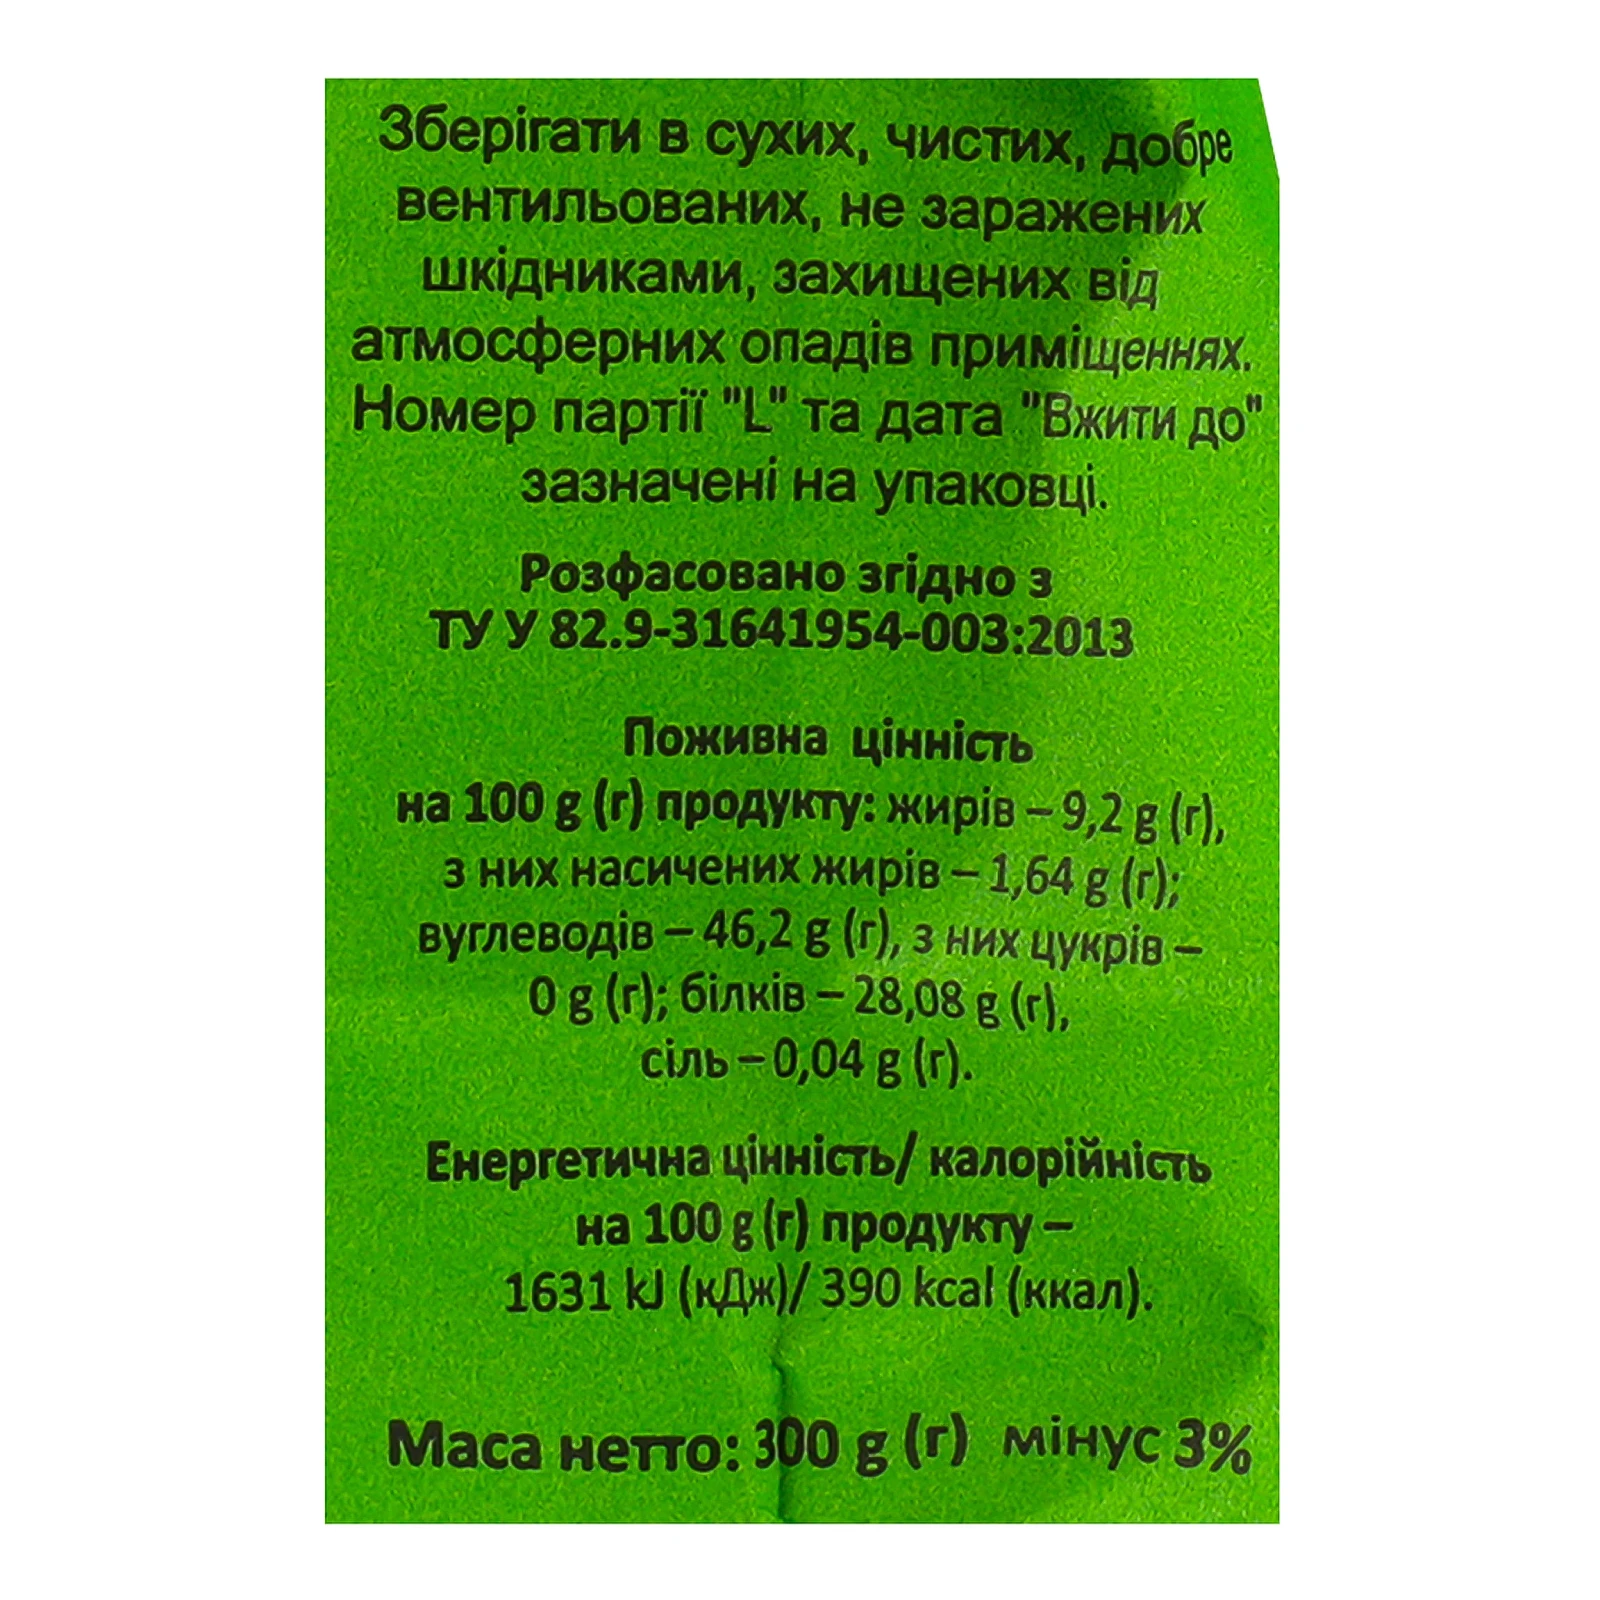 Зберігати в сухих, чистих, добре
вентильованих, не заражених
шкідниками, захищених від
атмосферних опадів приміщеннях.
Номер партії "L" та дата "Вжити до"
зазначені на упаковці.
Розфасовано згідно з
ТУ У 82.9-31641954-003:2013
Поживна цінність
на 100 g (г) продукту: жирів – 9,2 g (г),
з них насичених жирів – 1,64 g (г);
вуглеводів – 46,2 g (г), з них цукрів –
0 g (г); білків – 28,08 g (г),
сіль – 0,04 g (г).
Енергетична цінність/ калорійність
на 100 g (г) продукту –
1631 kJ (кДж)/ 390 kcal (ккал).
Маса нетто: 300 g (г) мінус 3%